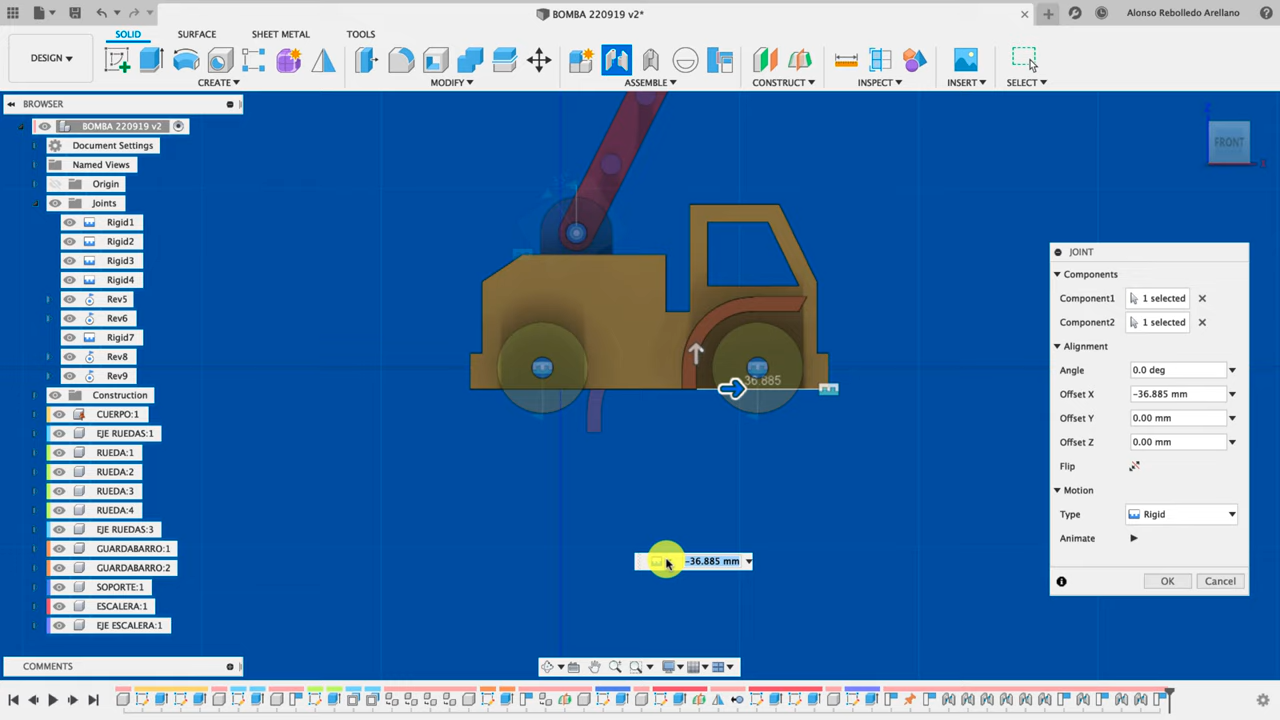 BOMBA 220919 v2*
Alonso Rebolledo Arellano
SOLID
SURFACE
SHEET METAL
TOOLS
DESIGN
CREATE
MODIFY
ASSEMBLE
CONSTRUCT
INSPECT
INSERT
SELECT
BROWSER
BOMBA 220919 v2
Document Settings
Named Views
Origin
Joints
Rigid1
Rigid2
Rigid3
Rigid4
Rev5
Rev6
Rigid7
Rev8
Rev9
Construction
CUERPO:1
EJE RUEDAS:1
RUEDA:1
RUEDA:2
RUEDA:3
RUEDA:4
EJE RUEDAS:3
GUARDABARRO:1
GUARDABARRO:2
SOPORTE:1
ESCALERA:1
EJE ESCALERA:1
COMMENTS
FRONT
-36.885
-36.885 mm
JOINT
Components
Component1 1 selected
Component2 1 selected
Alignment
Angle 0.0 deg
Offset X -36.885 mm
Offset Y 0.00 mm
Offset Z 0.00 mm
Flip
Motion
Type Rigid
Animate
OK Cancel